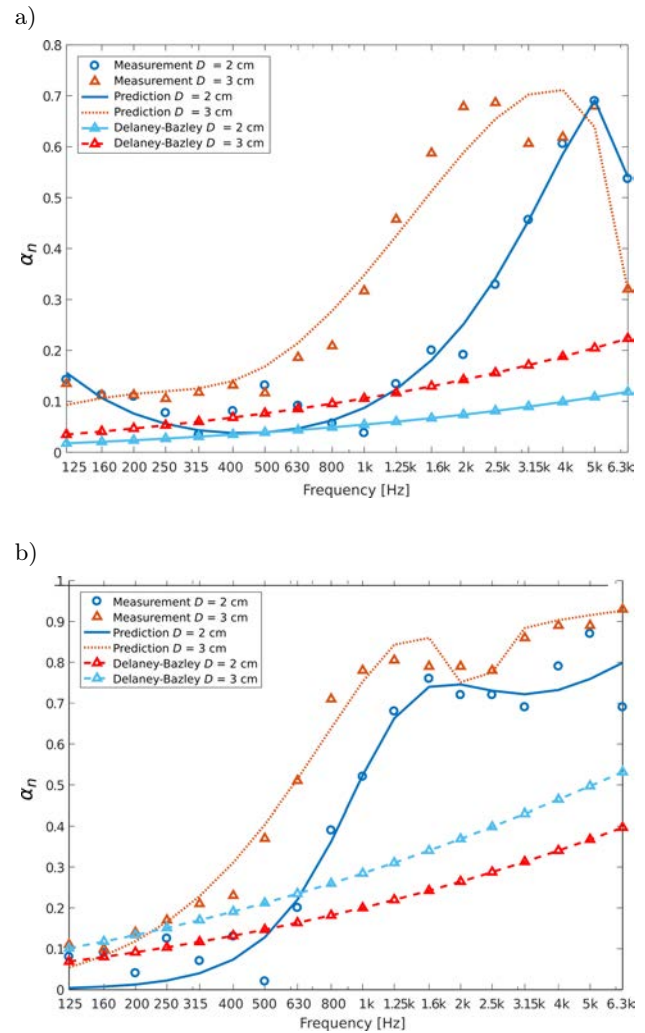 a)
0.8
0.7
0.6
0.5
0.4
0.3
0.2
0.1
0
αn
Measurement D = 2 cm
Measurement D = 3 cm
Prediction D = 2 cm
Prediction D = 3 cm
Delaney-Bazley D = 2 cm
Delaney-Bazley D = 3 cm
125 160 200 250 315 400 500 630 800 1k 1.25k 1.6k 2k 2.5k 3.15k 4k 5k 6.3k
Frequency [Hz]
b)
1
0.9
0.8
0.7
0.6
0.5
0.4
0.3
0.2
0.1
0
αn
Measurement D = 2 cm
Measurement D = 3 cm
Prediction D = 2 cm
Prediction D = 3 cm
Delaney-Bazley D = 2 cm
Delaney-Bazley D = 3 cm
125 160 200 250 315 400 500 630 800 1k 1.25k 1.6k 2k 2.5k 3.15k 4k 5k 6.3k
Frequency [Hz]